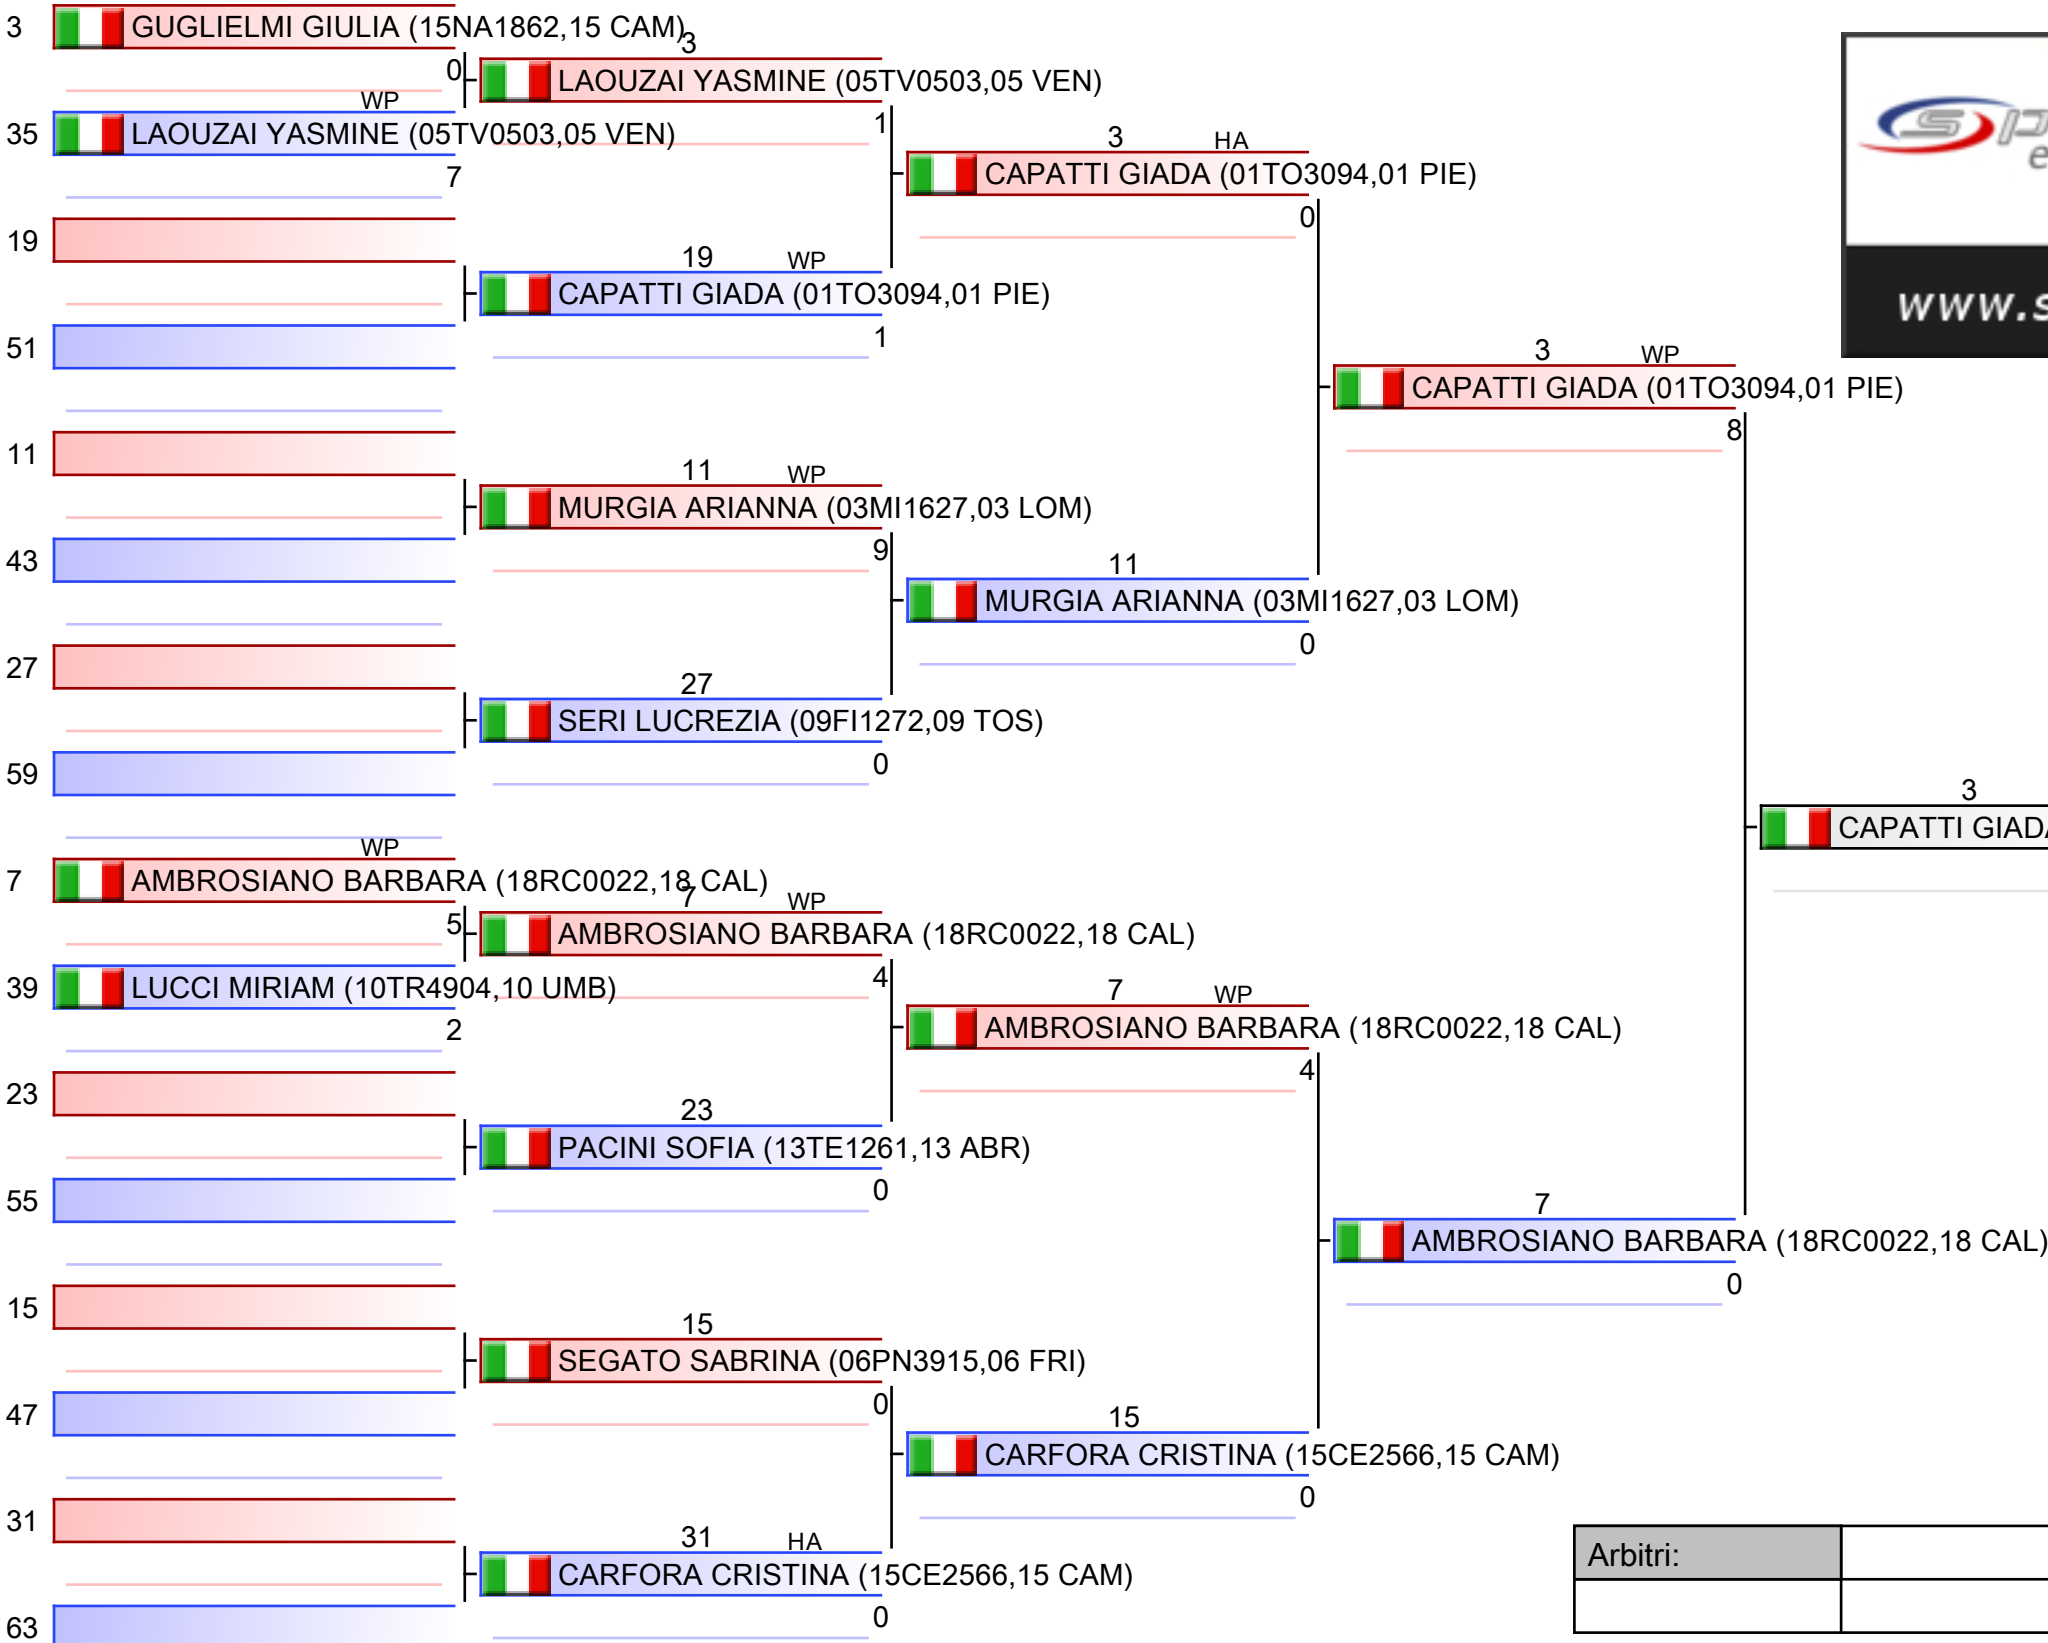 3 GUGLIELMI GIULIA (15NA1862,15 CAM)
0
WP
35 LAOUZAI YASMINE (05TV0503,05 VEN)
7
19
51
11
43
27
59
WP
7 AMBROSIANO BARBARA (18RC0022,18 CAL)
5
39 LUCCI MIRIAM (10TR4904,10 UMB)
2
23
55
15
47
31
63
3
LAOUZAI YASMINE (05TV0503,05 VEN)
1
19 WP
CAPATTI GIADA (01TO3094,01 PIE)
1
11 WP
MURGIA ARIANNA (03MI1627,03 LOM)
9
27
SERI LUCREZIA (09FI1272,09 TOS)
0
7 WP
AMBROSIANO BARBARA (18RC0022,18 CAL)
4
23
PACINI SOFIA (13TE1261,13 ABR)
0
15
SEGATO SABRINA (06PN3915,06 FRI)
0
31 HA
CARFORA CRISTINA (15CE2566,15 CAM)
0
3 HA
CAPATTI GIADA (01TO3094,01 PIE)
0
11
MURGIA ARIANNA (03MI1627,03 LOM)
0
7 WP
AMBROSIANO BARBARA (18RC0022,18 CAL)
4
15
CARFORA CRISTINA (15CE2566,15 CAM)
0
3 WP
CAPATTI GIADA (01TO3094,01 PIE)
8
7
AMBROSIANO BARBARA (18RC0022,18 CAL)
0
3
CAPATTI GIADA
www.s
Arbitri: